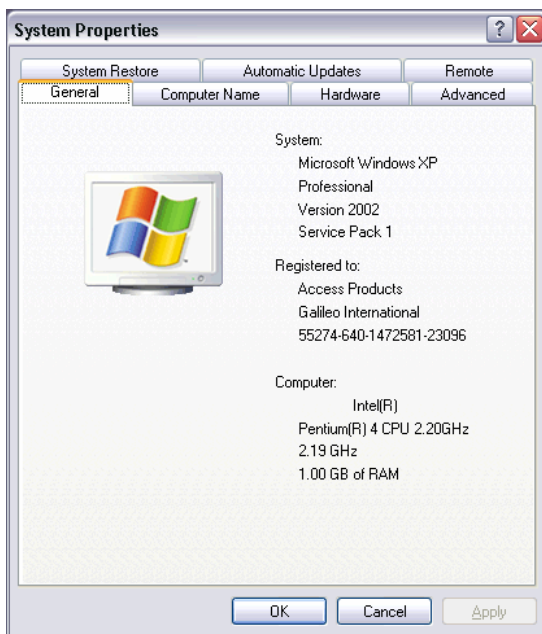 System Properties
System Restore
Automatic Updates
Remote
General
Computer Name
Hardware
Advanced
System:
Microsoft Windows XP
Professional
Version 2002
Service Pack 1
Registered to:
Access Products
Galileo International
55274-640-1472581-23096
Computer:
Intel(R)
Pentium(R) 4 CPU 2.20GHz
2.19 GHz
1.00 GB of RAM
OK
Cancel
Apply